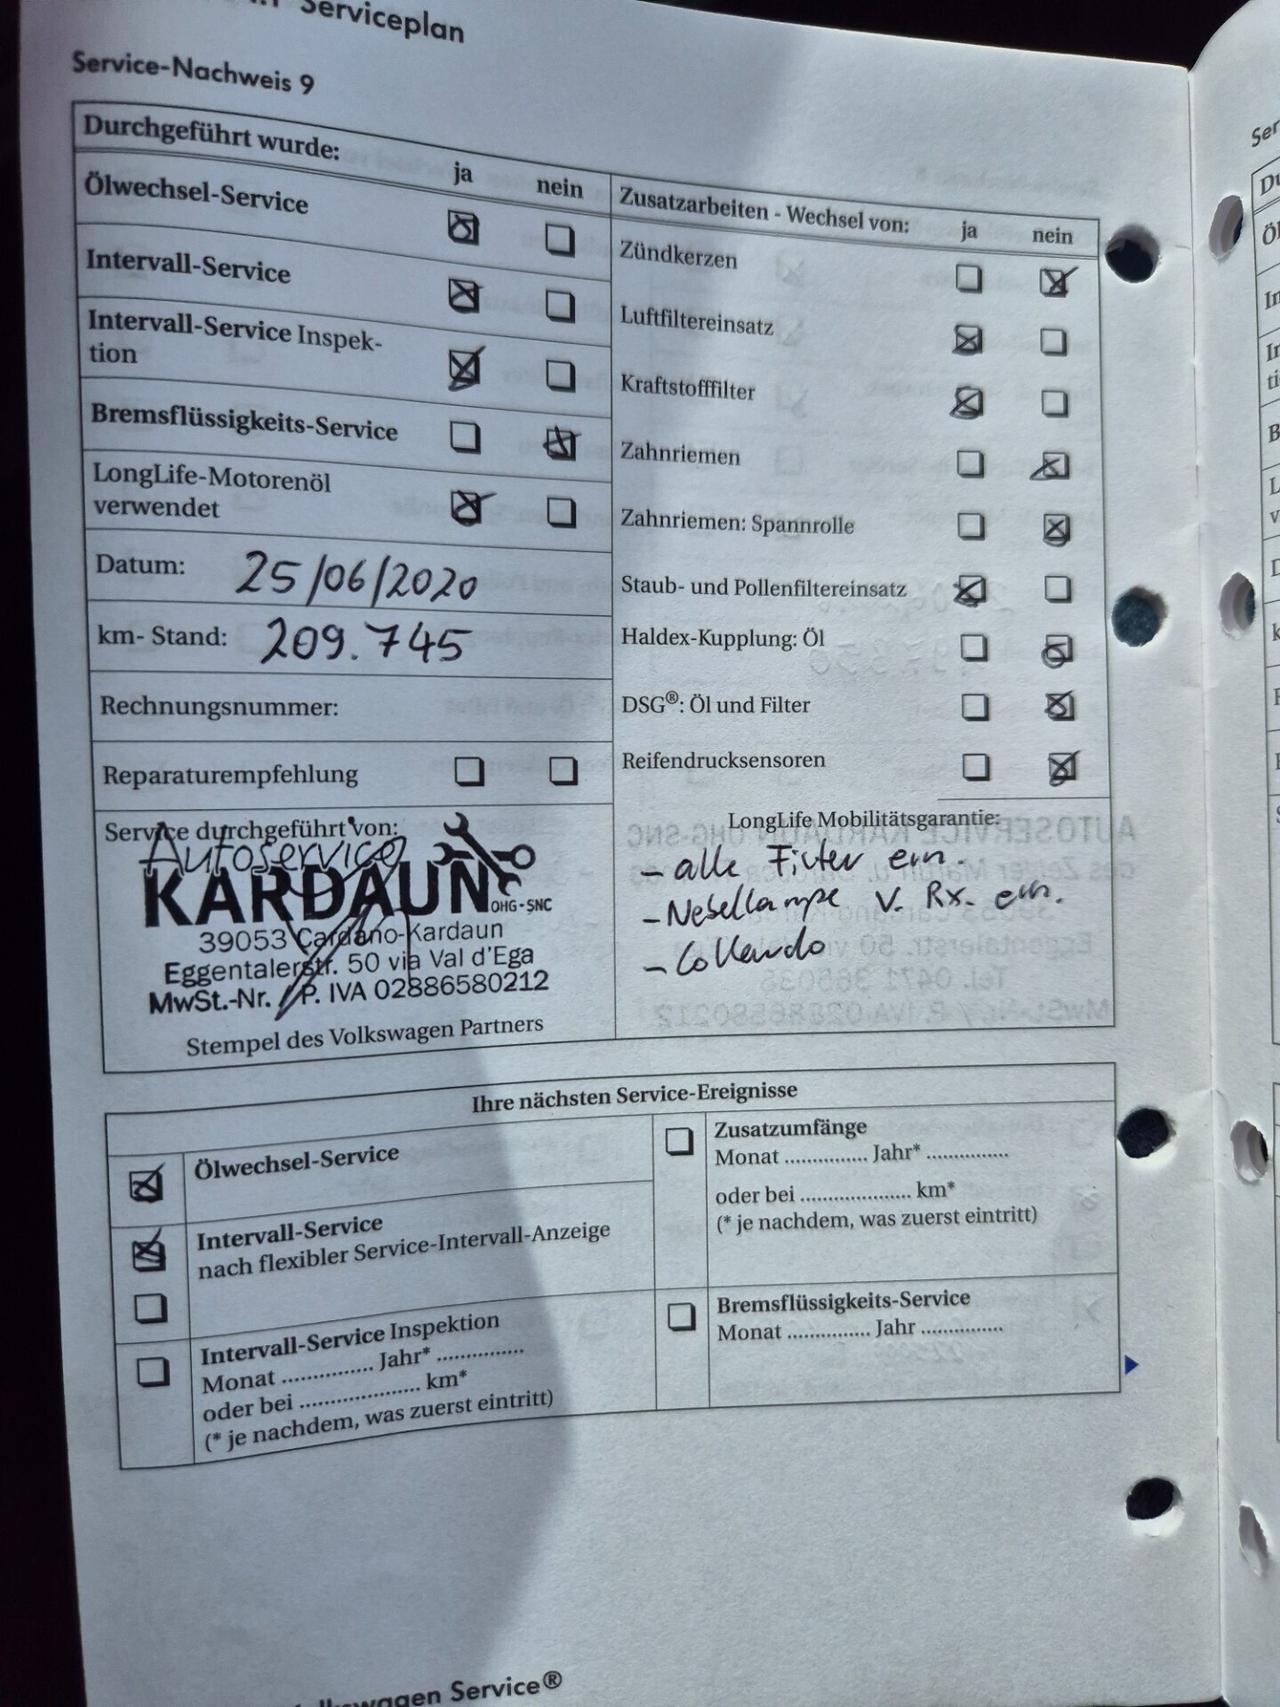 Serviceplan
Service-Nachweis 9
Durchgeführt wurde:
ja nein
Ölwechsel-Service
Intervall-Service
Intervall-Service Inspek-
tion
Bremsflüssigkeits-Service
LongLife-Motorenöl
verwendet
Datum: 25/06/2020
km- Stand: 209.745
Rechnungsnummer:
Reparaturempfehlung
Service durchgeführt von:
Autoservice
KARDAUN
OHG-SNC
39053 Cardano-Kardaun
Eggentalerstr. 50 via Val d'Ega
MwSt.-Nr. / P. IVA 02886580212
Stempel des Volkswagen Partners
Zusatzarbeiten - Wechsel von: ja nein
Zündkerzen
Luftfiltereinsatz
Kraftstofffilter
Zahnriemen
Zahnriemen: Spannrolle
Staub- und Pollenfiltereinsatz
Haldex-Kupplung: Öl
DSG®: Öl und Filter
Reifendrucksensoren
LongLife Mobilitätsgarantie:
- alle Filter ern.
- Nebellampe v. Rx. ern.
- Collaudo
Ihre nächsten Service-Ereignisse
Ölwechsel-Service
Intervall-Service
nach flexibler Service-Intervall-Anzeige
Intervall-Service Inspektion
Monat ............... Jahr* ...............
oder bei .................... km*
(* je nachdem, was zuerst eintritt)
Zusatzumfänge
Monat ............... Jahr* ...............
oder bei .................... km*
(* je nachdem, was zuerst eintritt)
Bremsflüssigkeits-Service
Monat ............... Jahr ...............
Service®